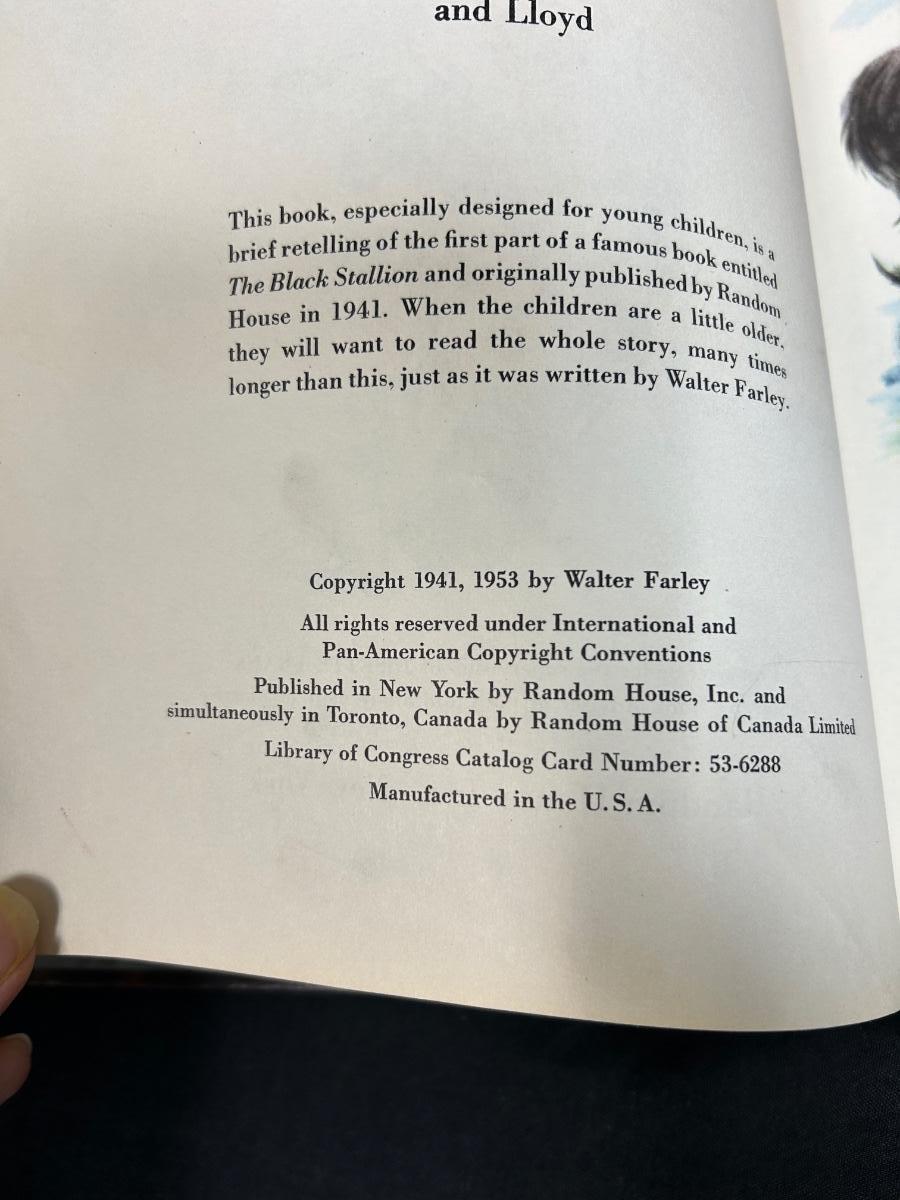 and Lloyd
This book, especially designed for young children, is a
brief retelling of the first part of a famous book entitled
The Black Stallion and originally published by Random
House in 1941. When the children are a little older,
they will want to read the whole story, many times
longer than this, just as it was written by Walter Farley.
Copyright 1941, 1953 by Walter Farley
All rights reserved under International and
Pan-American Copyright Conventions
Published in New York by Random House, Inc. and
simultaneously in Toronto, Canada by Random House of Canada Limited
Library of Congress Catalog Card Number: 53-6288
Manufactured in the U. S. A.